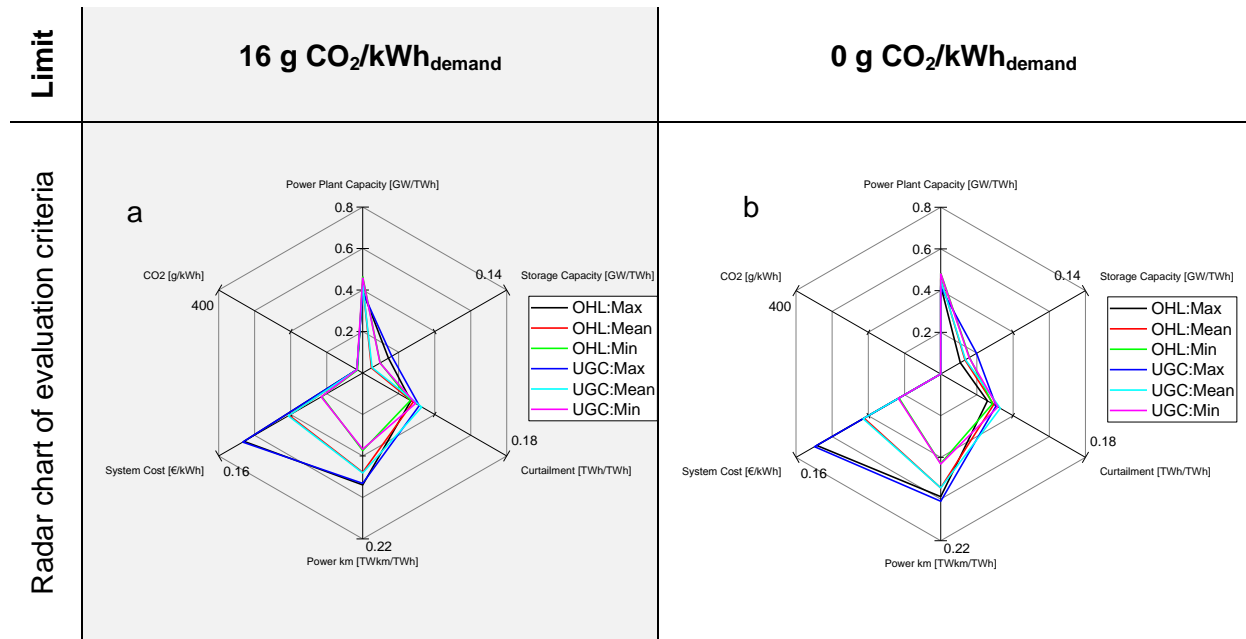 Limit
16 g CO₂/kWh_demand
0 g CO₂/kWh_demand
Radar chart of evaluation criteria
a
Power Plant Capacity [GW/TWh]
0.8
0.6
0.4
0.2
CO2 [g/kWh]
400
0.14
Storage Capacity [GW/TWh]
OHL:Max
OHL:Mean
OHL:Min
UGC:Max
UGC:Mean
UGC:Min
0.18
Curtailment [TWh/TWh]
System Cost [€/kWh]
0.16
0.22
Power km [TWkm/TWh]
b
Power Plant Capacity [GW/TWh]
0.8
0.6
0.4
0.2
CO2 [g/kWh]
400
0.14
Storage Capacity [GW/TWh]
OHL:Max
OHL:Mean
OHL:Min
UGC:Max
UGC:Mean
UGC:Min
0.18
Curtailment [TWh/TWh]
System Cost [€/kWh]
0.16
0.22
Power km [TWkm/TWh]